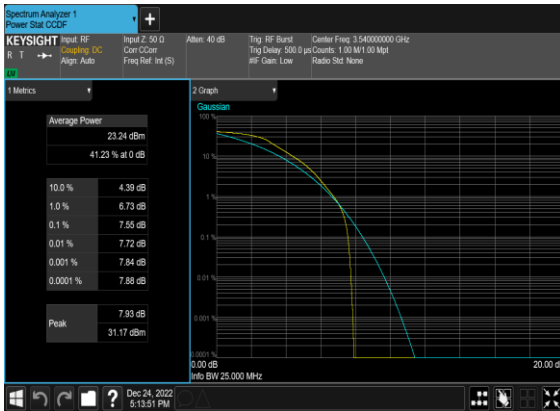 Spectrum Analyzer 1
Power Stat CCDF
KEYSIGHT
R T
LXI
Input: RF
Coupling: DC
Align: Auto
Input Z: 50 Ω
Corr CCorr
Freq Ref: Int (S)
Atten: 40 dB
Trig: RF Burst
Trig Delay: 500.0 µs
#IF Gain: Low
Center Freq: 3.540000000 GHz
Counts: 1.00 M/1.00 Mpt
Radio Std: None
1 Metrics
Average Power
23.24 dBm
41.23 % at 0 dB
10.0 % 4.39 dB
1.0 % 6.73 dB
0.1 % 7.55 dB
0.01 % 7.72 dB
0.001 % 7.84 dB
0.0001 % 7.88 dB
Peak
7.93 dB
31.17 dBm
2 Graph
Gaussian
100 %
10 %
1 %
0.1 %
0.01 %
0.001 %
0.0001 %
0.00 dB
20.00 d
Info BW 25.000 MHz
?
Dec 24, 2022
5:13:51 PM